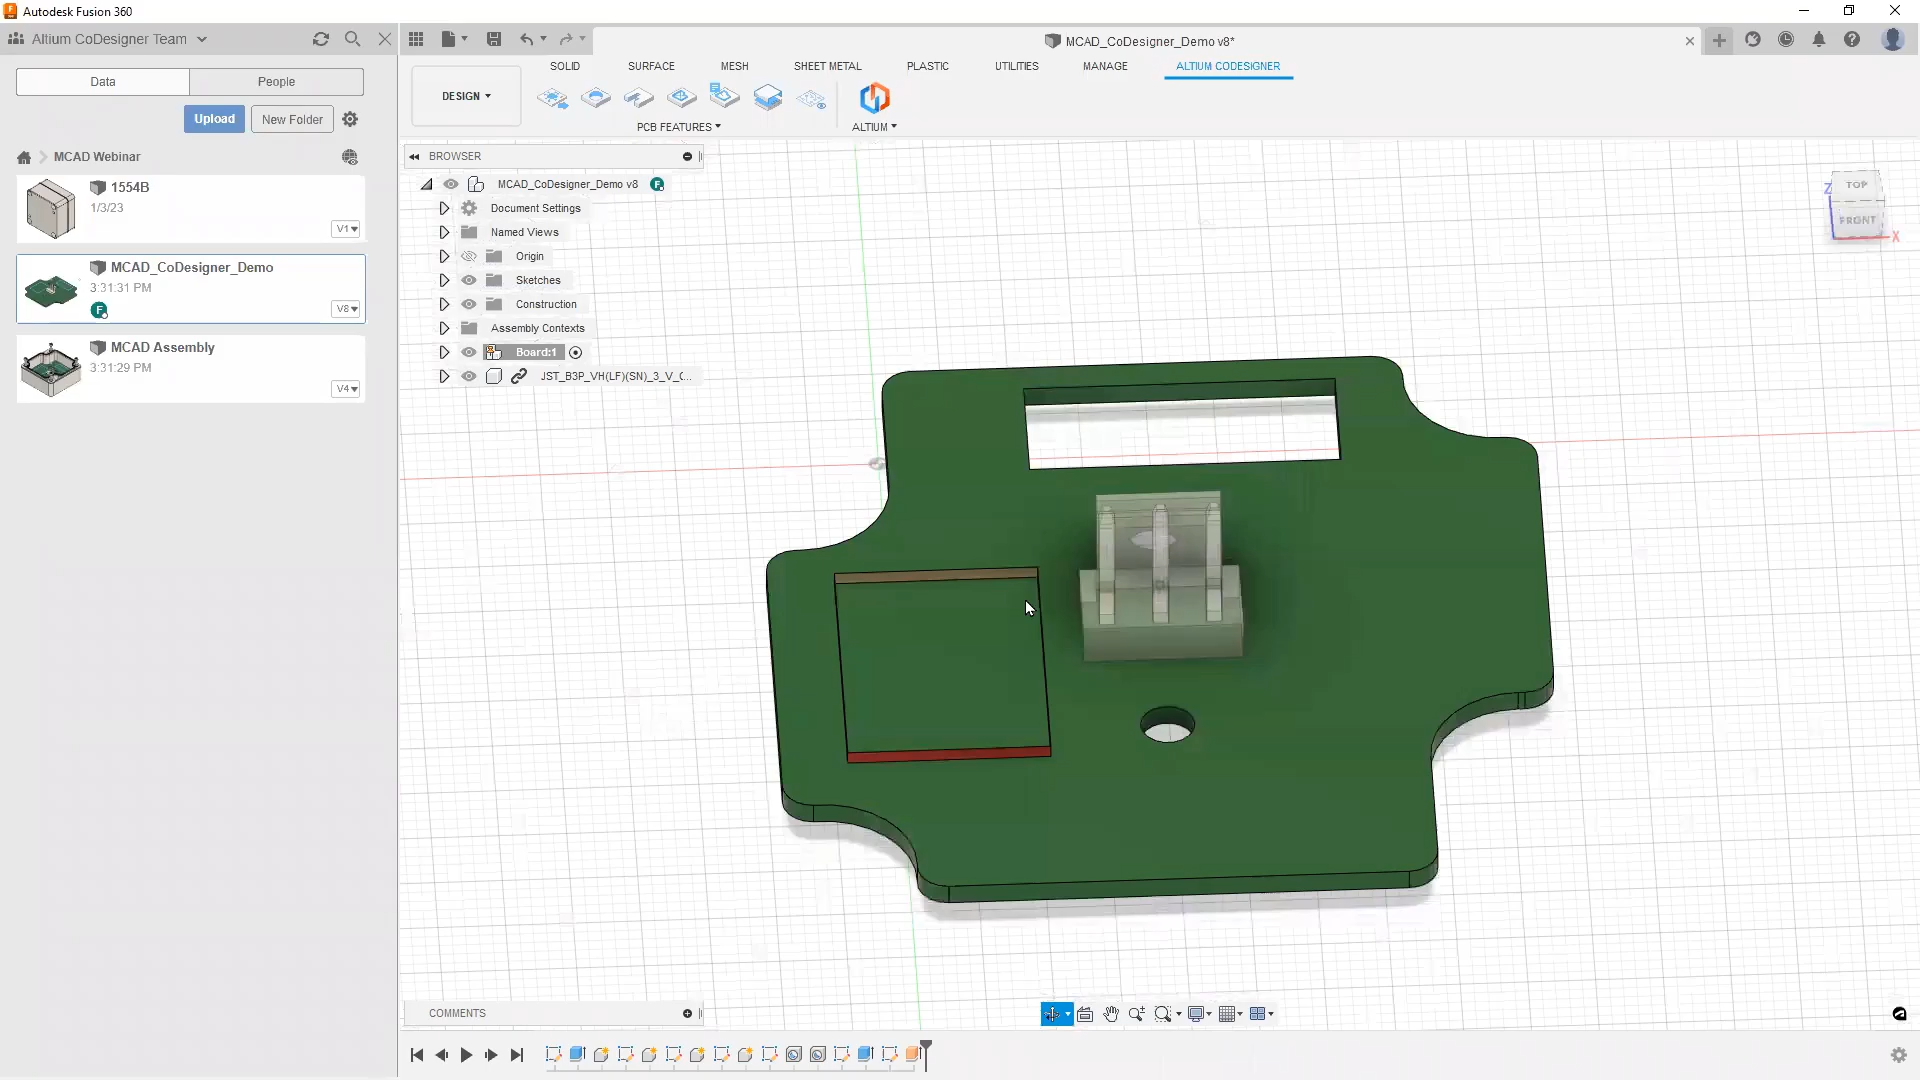 Autodesk Fusion 360
Altium CoDesigner Team
MCAD_CoDesigner_Demo v8*
Data
People
SOLID
SURFACE
MESH
SHEET METAL
PLASTIC
UTILITIES
MANAGE
ALTIUM CODESIGNER
DESIGN
Upload
New Folder
PCB FEATURES
ALTIUM
MCAD Webinar
BROWSER
1554B
1/3/23
V1
MCAD_CoDesigner_Demo
3:31:31 PM
F
V8
MCAD Assembly
3:31:29 PM
V4
MCAD_CoDesigner_Demo v8
F
Document Settings
Named Views
Origin
Sketches
Construction
Assembly Contexts
Board:1
JST_B3P_VH(LF)(SN)_3_V_C...
TOP
Z
FRONT
X
COMMENTS